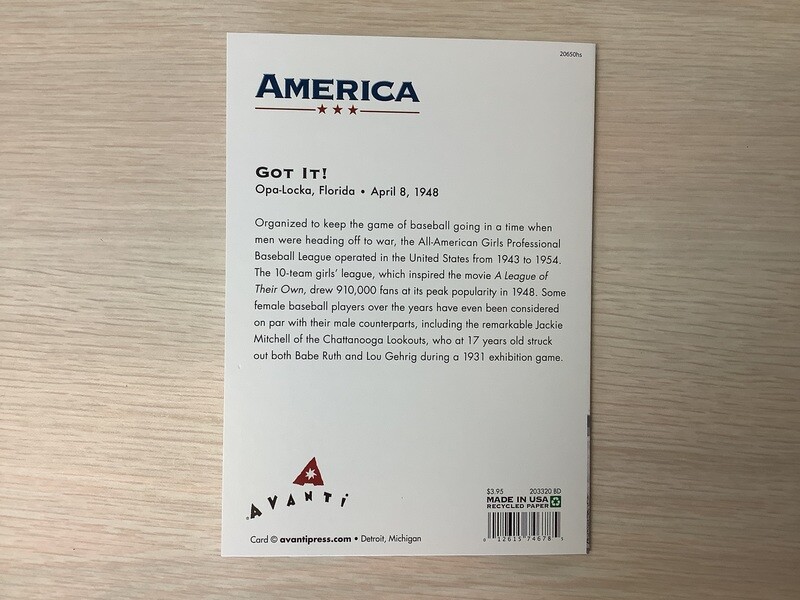 20650hs
AMERICA
GOT IT!
Opa-Locka, Florida • April 8, 1948
Organized to keep the game of baseball going in a time when
men were heading off to war, the All-American Girls Professional
Baseball League operated in the United States from 1943 to 1954.
The 10-team girls' league, which inspired the movie A League of
Their Own, drew 910,000 fans at its peak popularity in 1948. Some
female baseball players over the years have even been considered
on par with their male counterparts, including the remarkable Jackie
Mitchell of the Chattanooga Lookouts, who at 17 years old struck
out both Babe Ruth and Lou Gehrig during a 1931 exhibition game.
AVANTI
Card © avantipress.com • Detroit, Michigan
$3.95 203320 BD
MADE IN USA
RECYCLED PAPER
0 12615 74678 1